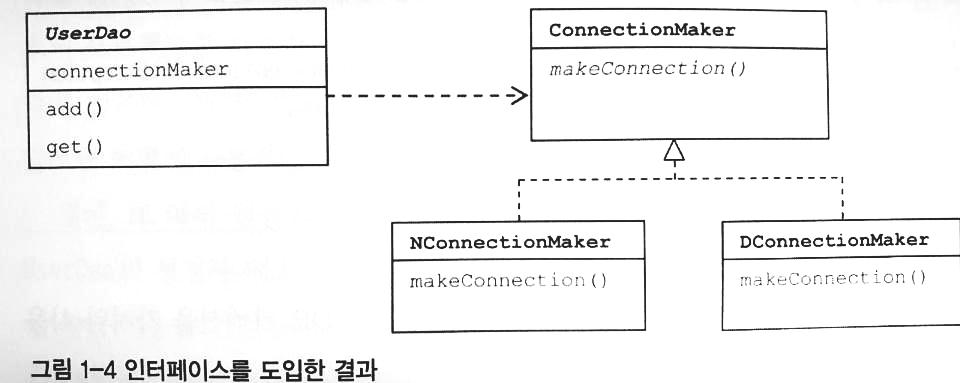 UserDao
connectionMaker
add()
get()
ConnectionMaker
makeConnection()
NConnectionMaker
makeConnection()
DConnectionMaker
makeConnection()
그림 1-4 인터페이스를 도입한 결과